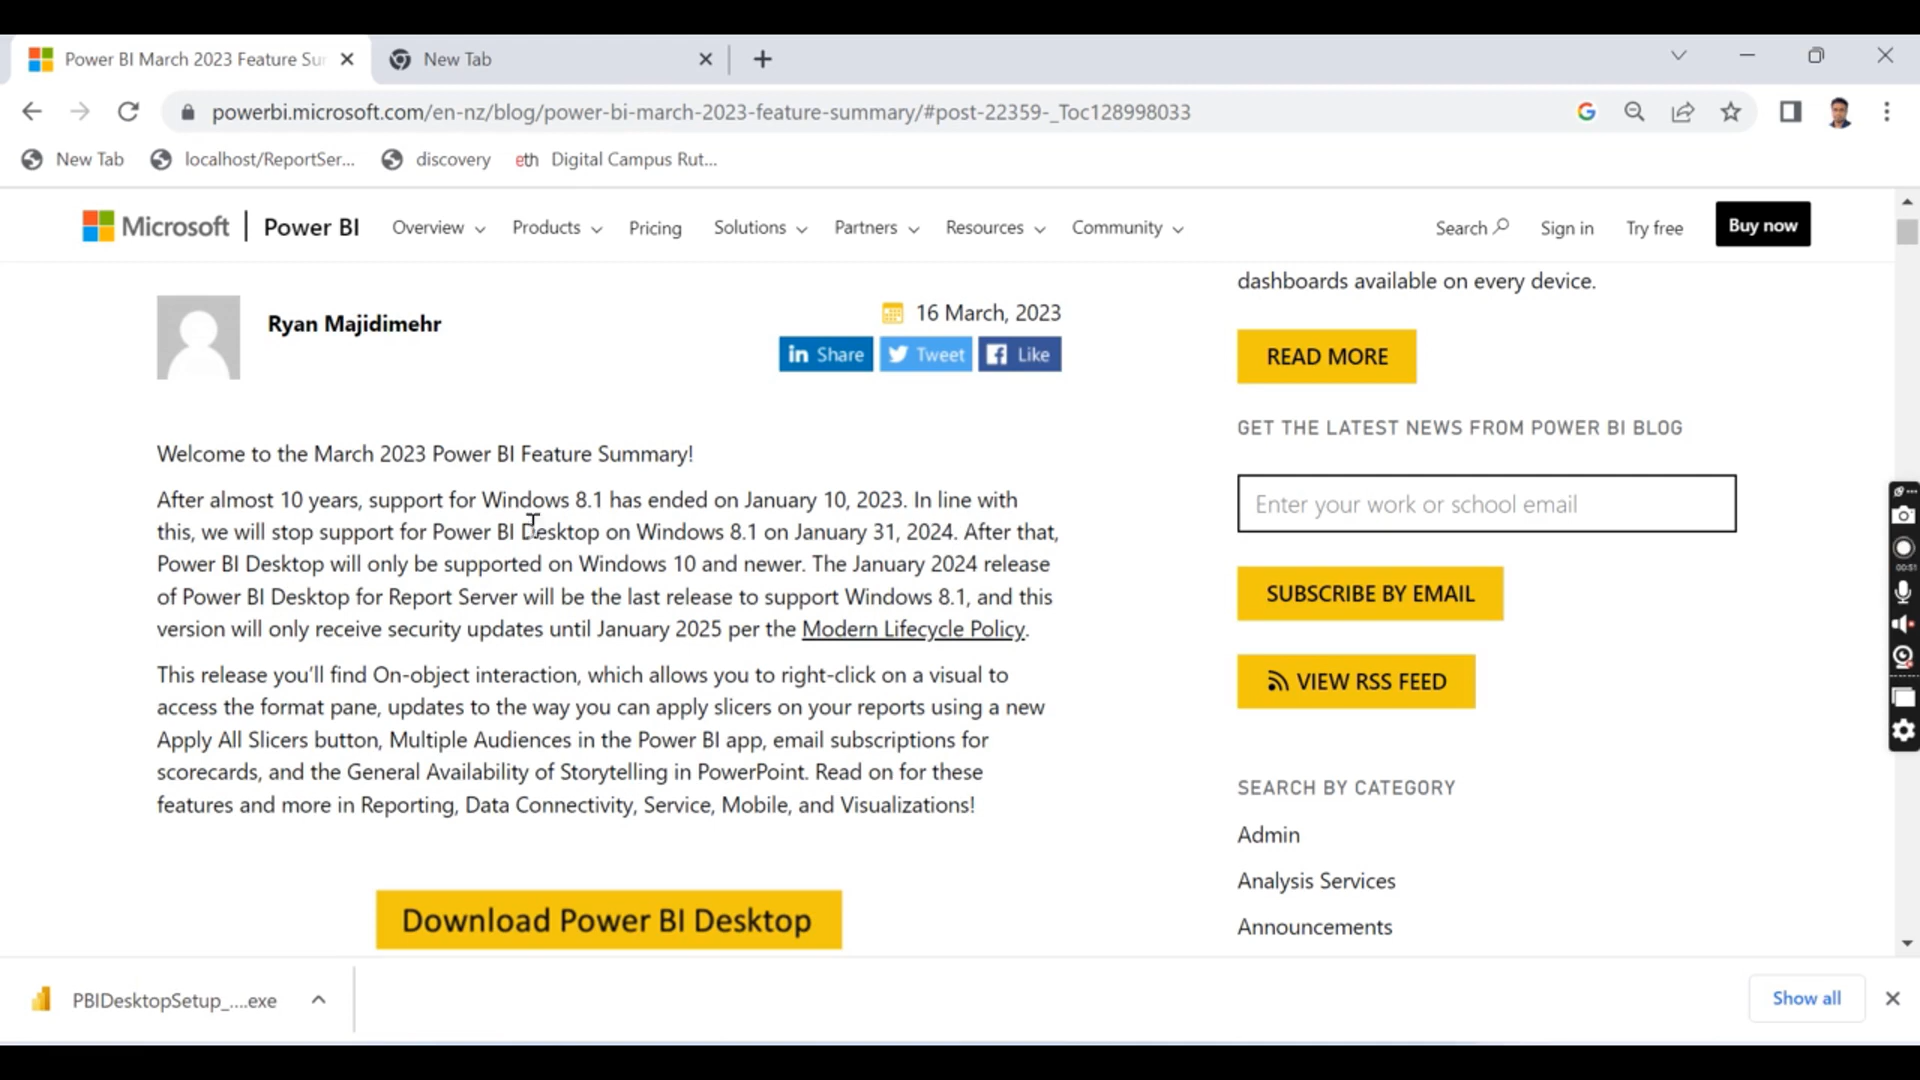 Power BI March 2023 Feature Su
New Tab
powerbi.microsoft.com/en-nz/blog/power-bi-march-2023-feature-summary/#post-22359-_Toc128998033
New Tab
localhost/ReportSer...
discovery
eth Digital Campus Rut...
Microsoft
Power BI
Overview
Products
Pricing
Solutions
Partners
Resources
Community
Search
Sign in
Try free
Buy now
Ryan Majidimehr
16 March, 2023
in Share
Tweet
Like
Welcome to the March 2023 Power BI Feature Summary!
After almost 10 years, support for Windows 8.1 has ended on January 10, 2023. In line with
this, we will stop support for Power BI Desktop on Windows 8.1 on January 31, 2024. After that,
Power BI Desktop will only be supported on Windows 10 and newer. The January 2024 release
of Power BI Desktop for Report Server will be the last release to support Windows 8.1, and this
version will only receive security updates until January 2025 per the Modern Lifecycle Policy.
This release you'll find On-object interaction, which allows you to right-click on a visual to
access the format pane, updates to the way you can apply slicers on your reports using a new
Apply All Slicers button, Multiple Audiences in the Power BI app, email subscriptions for
scorecards, and the General Availability of Storytelling in PowerPoint. Read on for these
features and more in Reporting, Data Connectivity, Service, Mobile, and Visualizations!
Download Power BI Desktop
dashboards available on every device.
READ MORE
GET THE LATEST NEWS FROM POWER BI BLOG
Enter your work or school email
SUBSCRIBE BY EMAIL
VIEW RSS FEED
SEARCH BY CATEGORY
Admin
Analysis Services
Announcements
00:51
PBIDesktopSetup_....exe
Show all